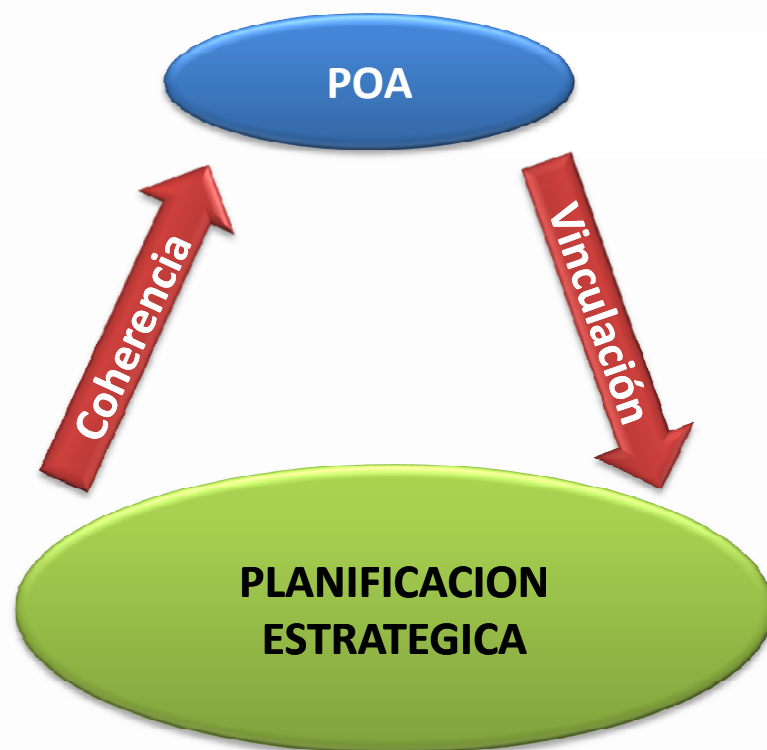 POA
Coherencia
Vinculación
PLANIFICACION
ESTRATEGICA